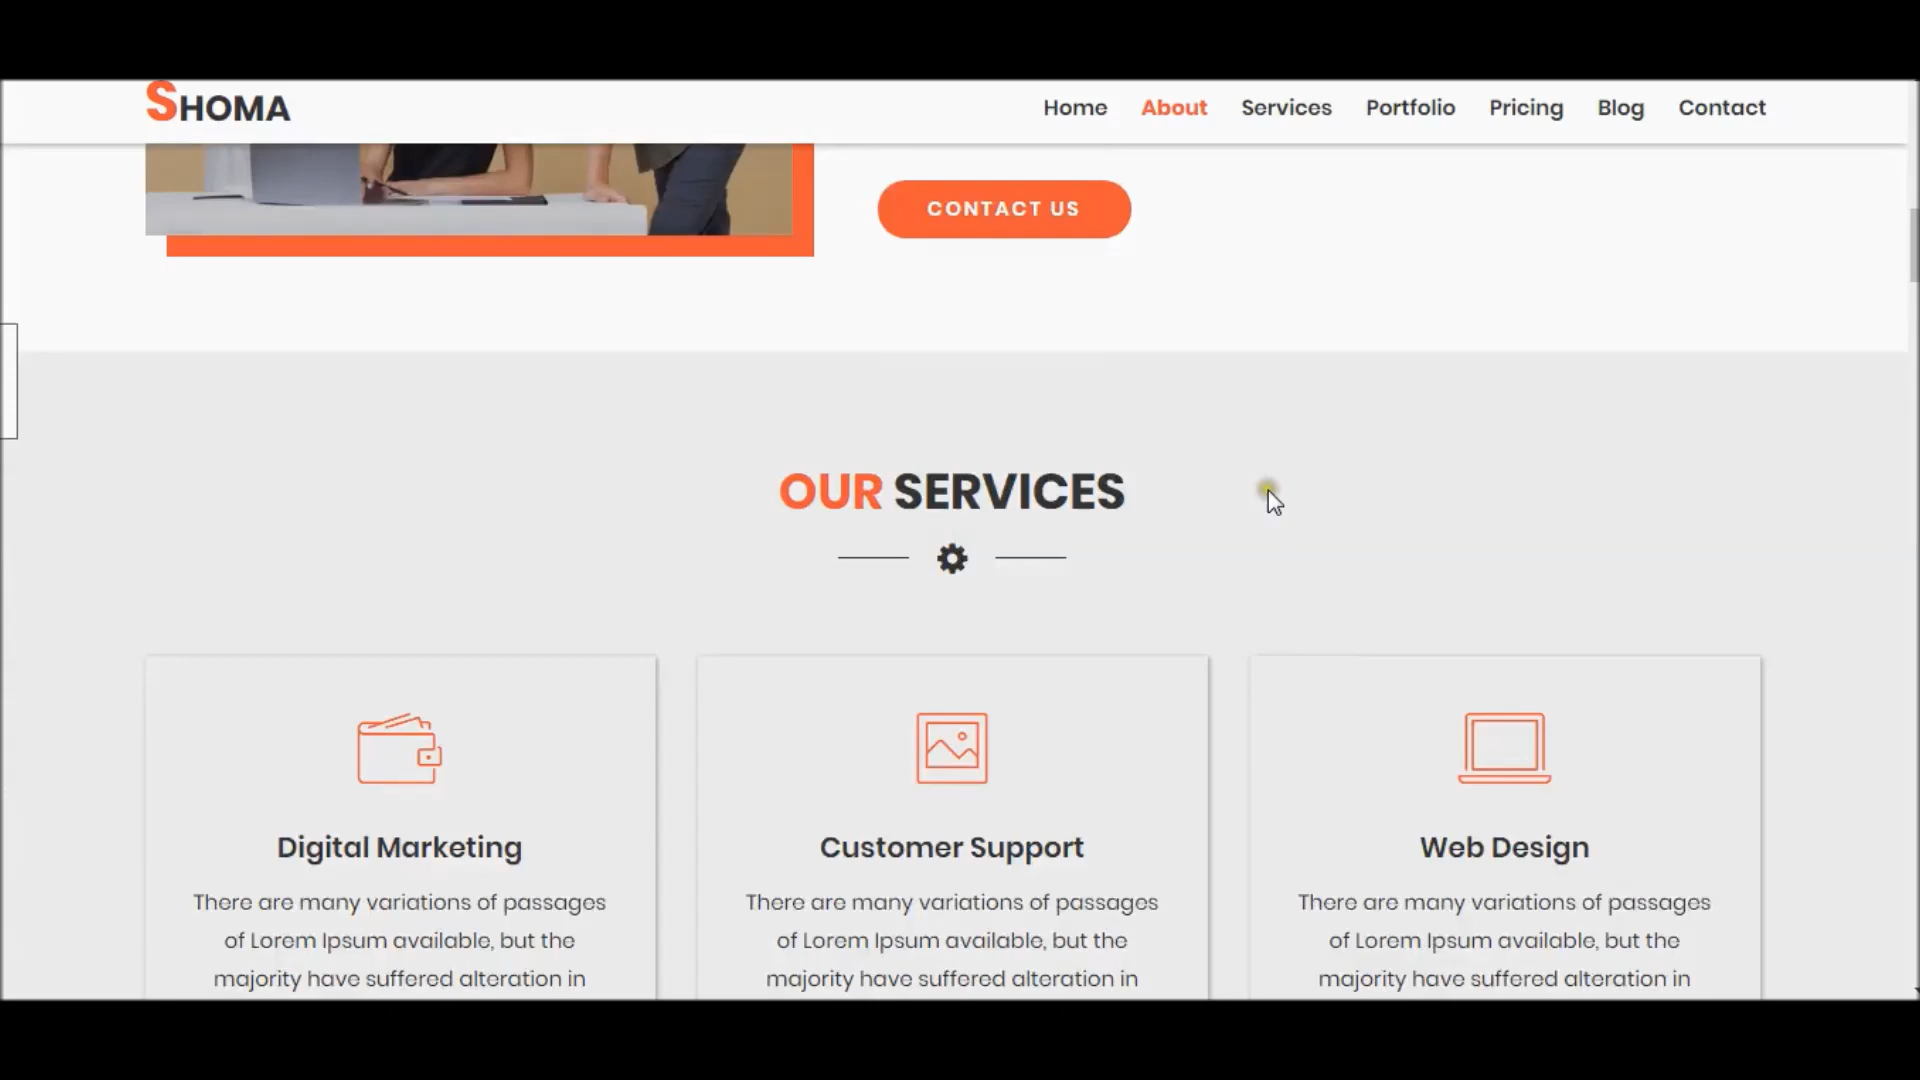 SHOMA
Home About Services Portfolio Pricing Blog Contact
CONTACT US
OUR SERVICES
Digital Marketing
There are many variations of passages
of Lorem Ipsum available, but the
majority have suffered alteration in
Customer Support
There are many variations of passages
of Lorem Ipsum available, but the
majority have suffered alteration in
Web Design
There are many variations of passages
of Lorem Ipsum available, but the
majority have suffered alteration in